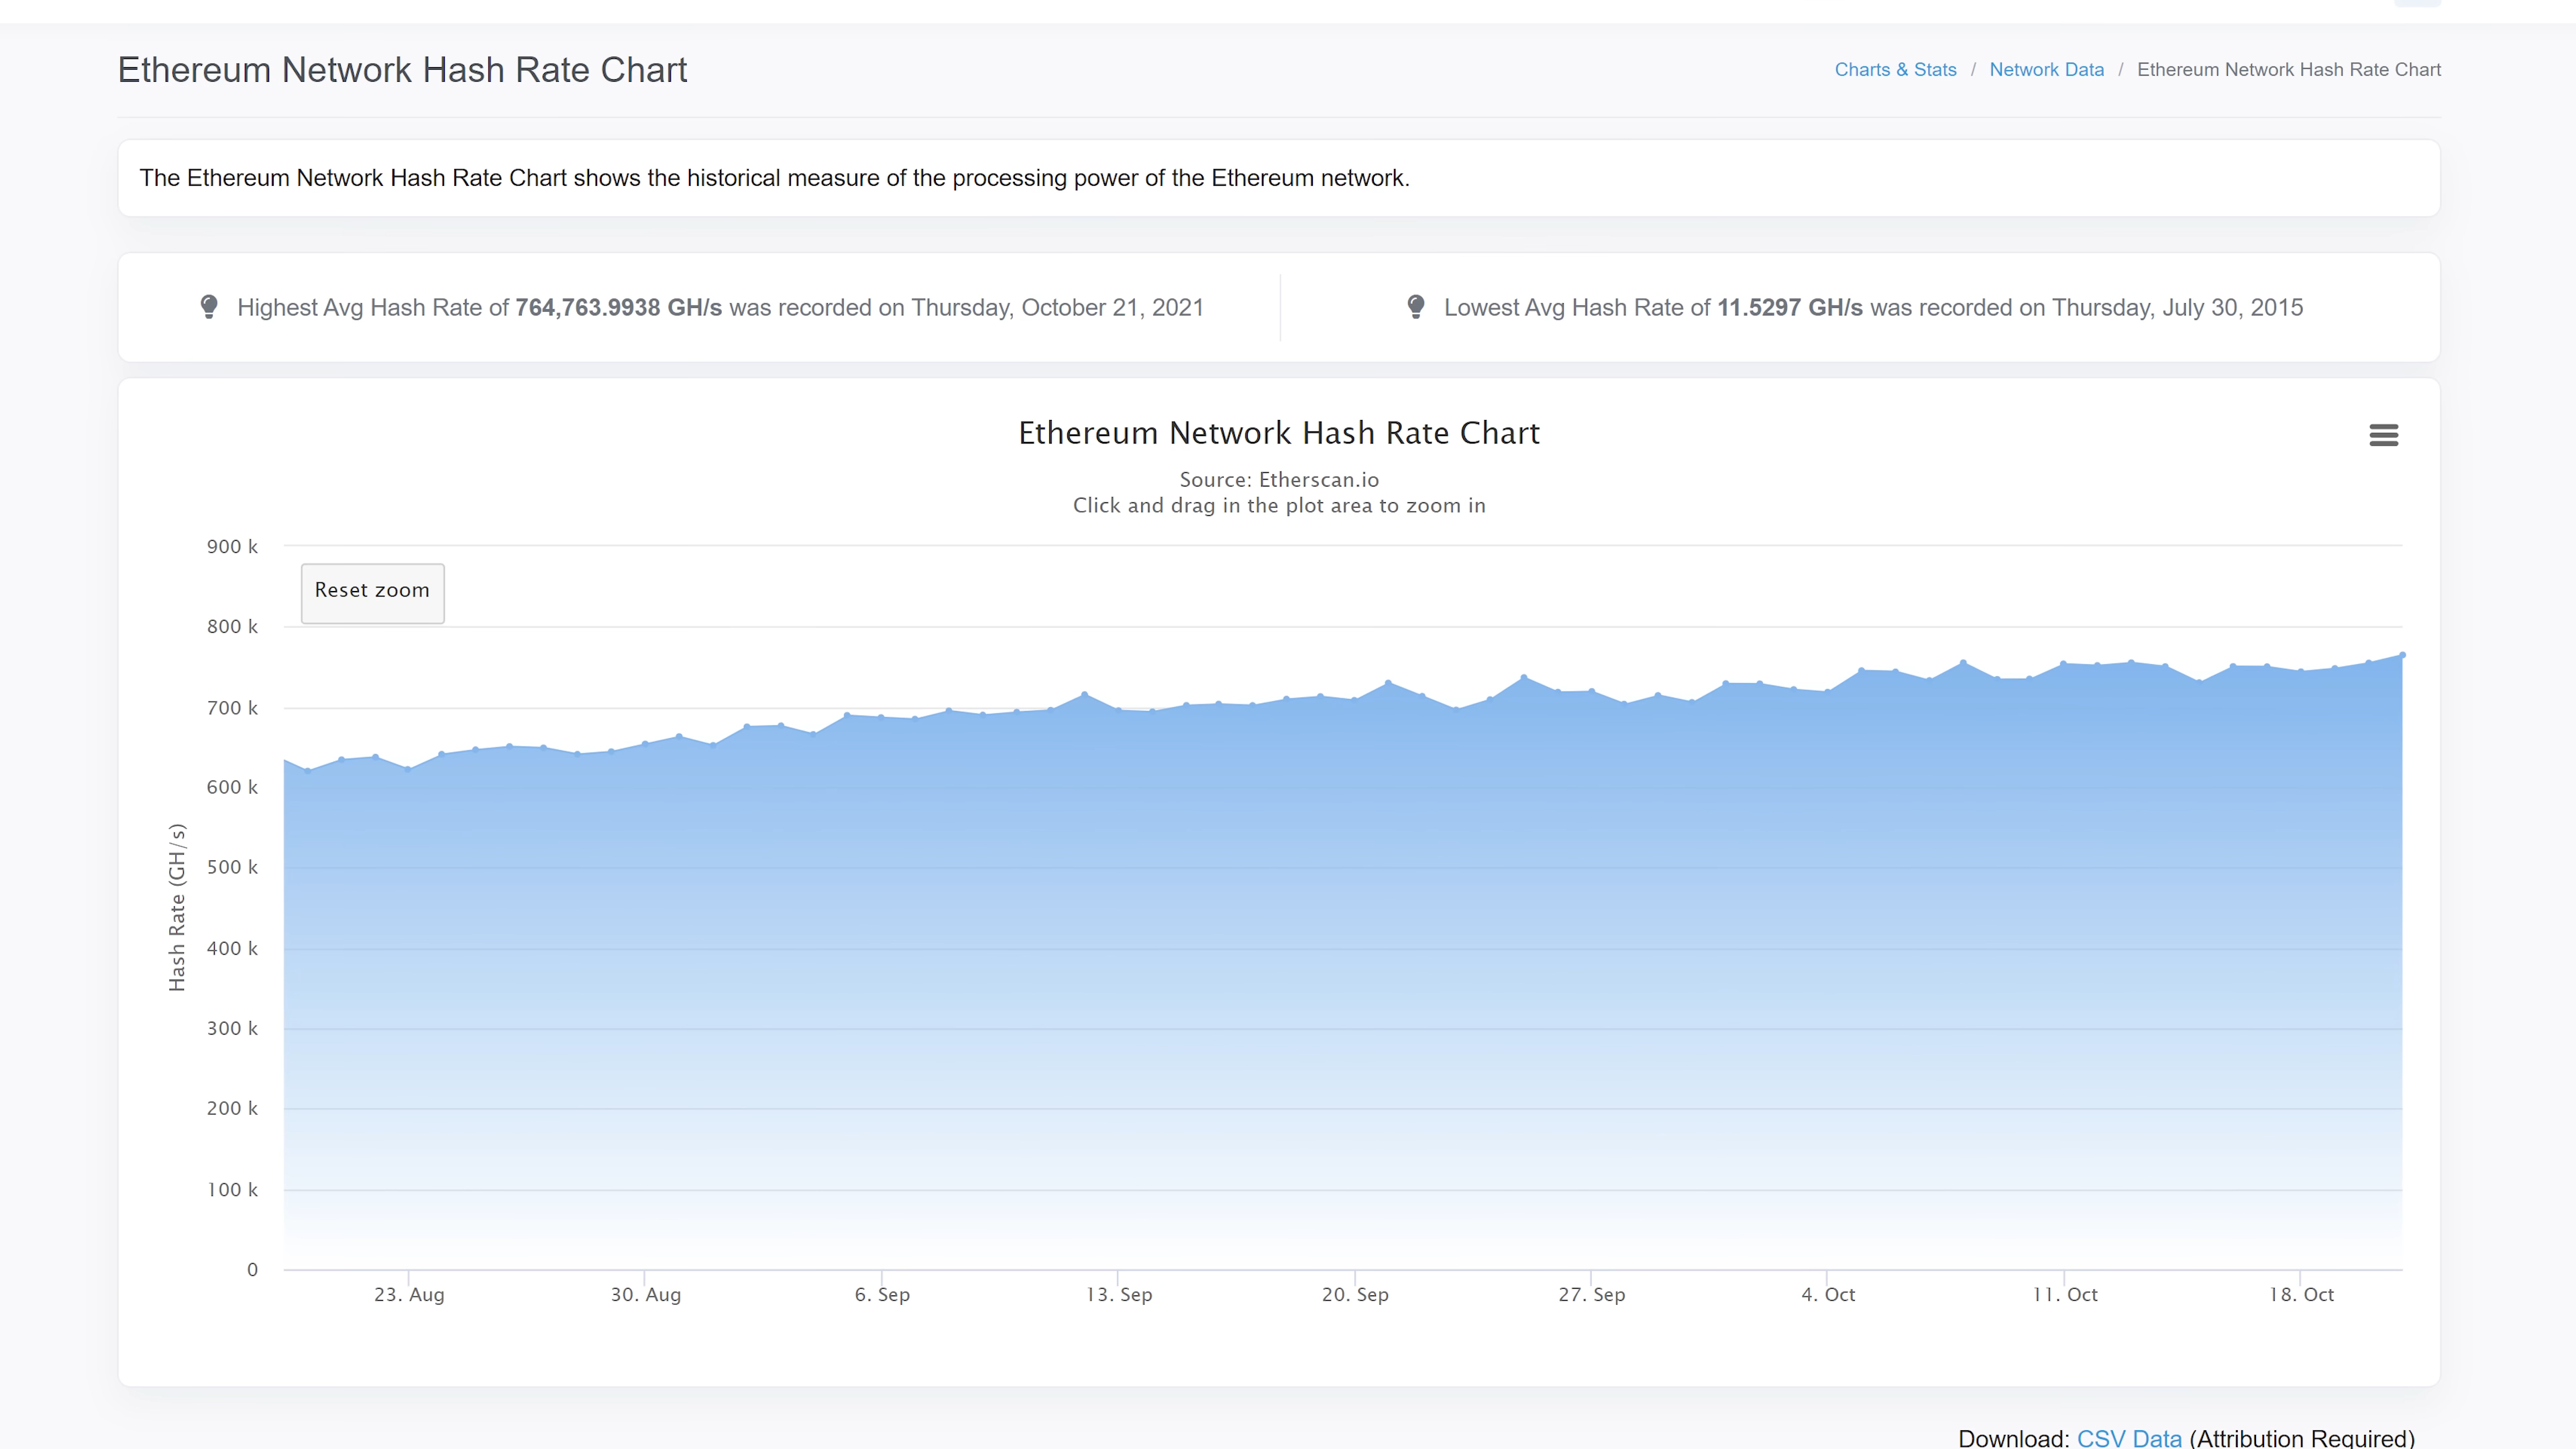 Ethereum Network Hash Rate Chart
Charts & Stats / Network Data / Ethereum Network Hash Rate Chart
The Ethereum Network Hash Rate Chart shows the historical measure of the processing power of the Ethereum network.
Highest Avg Hash Rate of 764,763.9938 GH/s was recorded on Thursday, October 21, 2021
Lowest Avg Hash Rate of 11.5297 GH/s was recorded on Thursday, July 30, 2015
Ethereum Network Hash Rate Chart
Source: Etherscan.io
Click and drag in the plot area to zoom in
Reset zoom
Hash Rate (GH/s)
900 k
800 k
700 k
600 k
500 k
400 k
300 k
200 k
100 k
0
23. Aug
30. Aug
6. Sep
13. Sep
20. Sep
27. Sep
4. Oct
11. Oct
18. Oct
Download: CSV Data (Attribution Required)